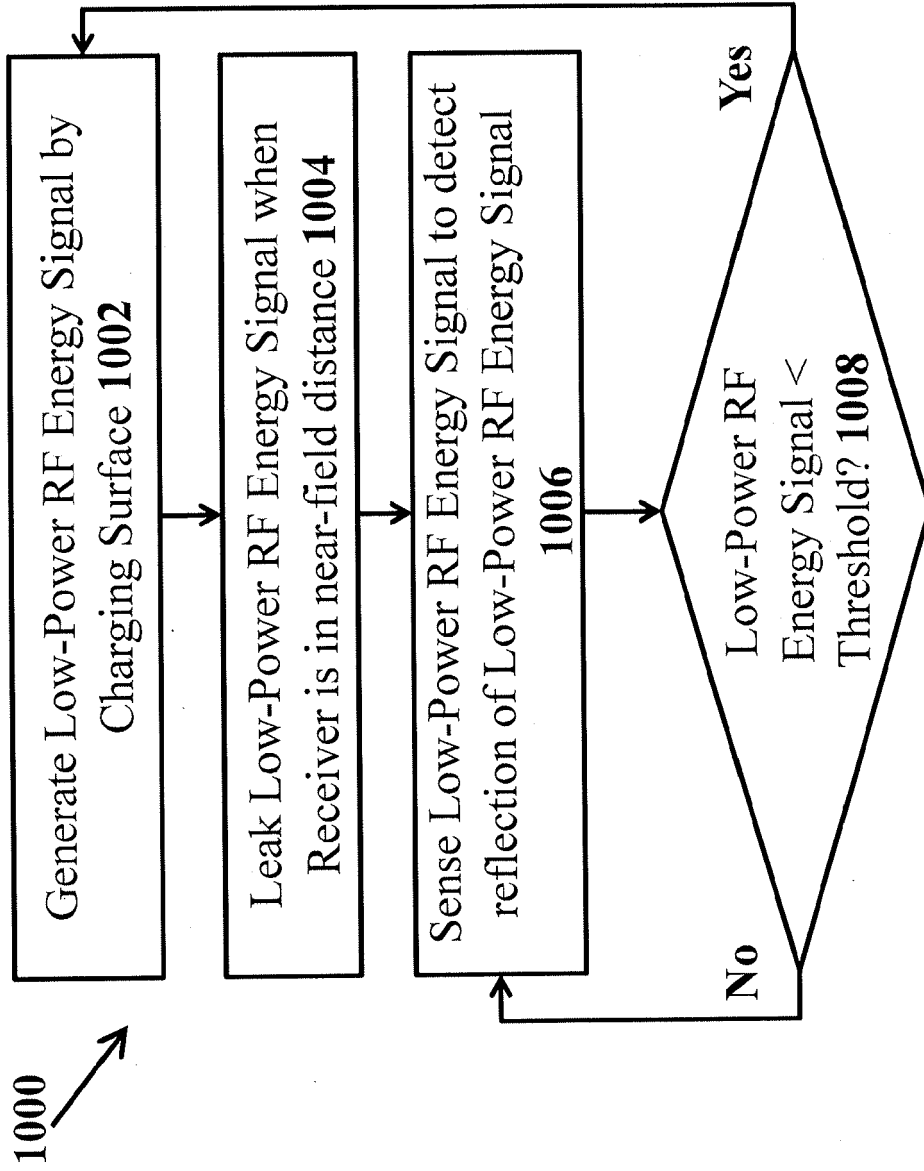 1000
Generate Low-Power RF Energy Signal by
Charging Surface 1002
Leak Low-Power RF Energy Signal when
Receiver is in near-field distance 1004
Sense Low-Power RF Energy Signal to detect
reflection of Low-Power RF Energy Signal
1006
Low-Power RF
Energy Signal <
Threshold? 1008
No
Yes